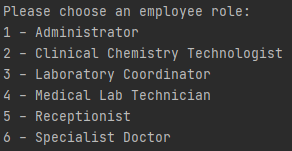 Please choose an employee role:
1 – Administrator
2 – Clinical Chemistry Technologist
3 – Laboratory Coordinator
4 – Medical Lab Technician
5 – Receptionist
6 – Specialist Doctor